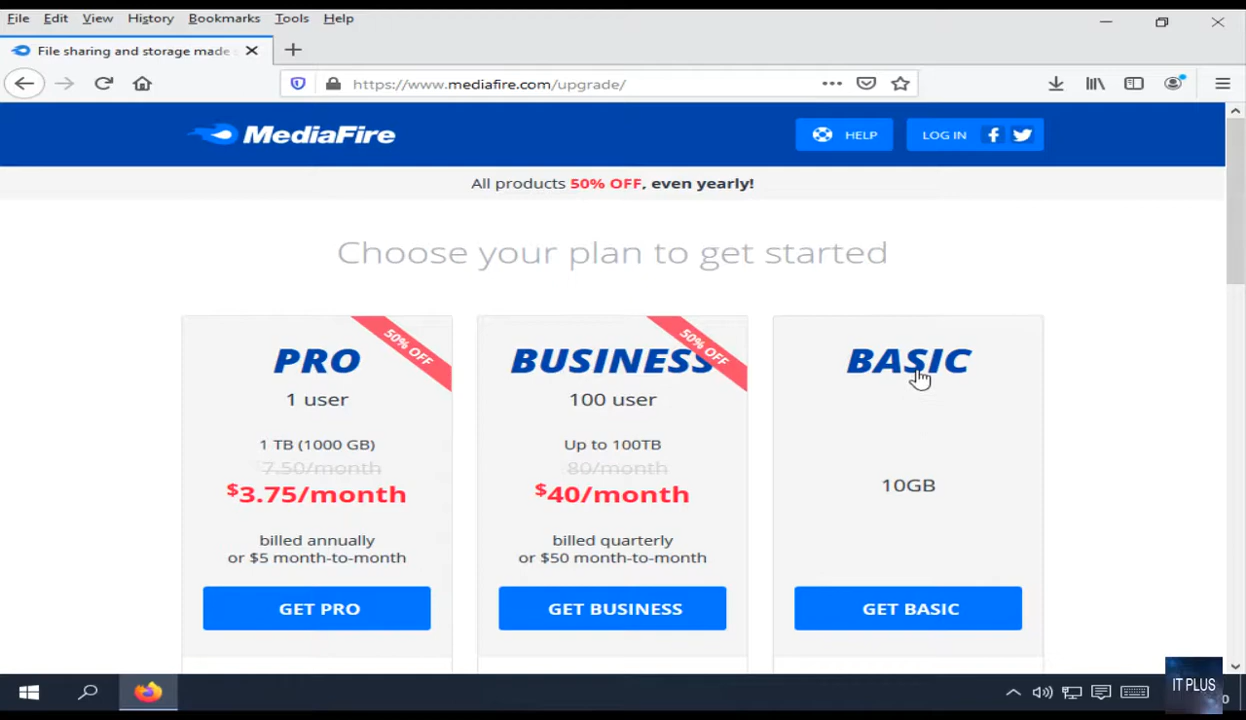 File Edit View History Bookmarks Tools Help
File sharing and storage made
https://www.mediafire.com/upgrade/
MediaFire
HELP
LOG IN
All products 50% OFF, even yearly!
Choose your plan to get started
50% OFF
PRO
1 user
1 TB (1000 GB)
7.50/month
$3.75/month
billed annually
or $5 month-to-month
GET PRO
50% OFF
BUSINESS
100 user
Up to 100TB
80/month
$40/month
billed quarterly
or $50 month-to-month
GET BUSINESS
BASIC
10GB
GET BASIC
IT PLUS